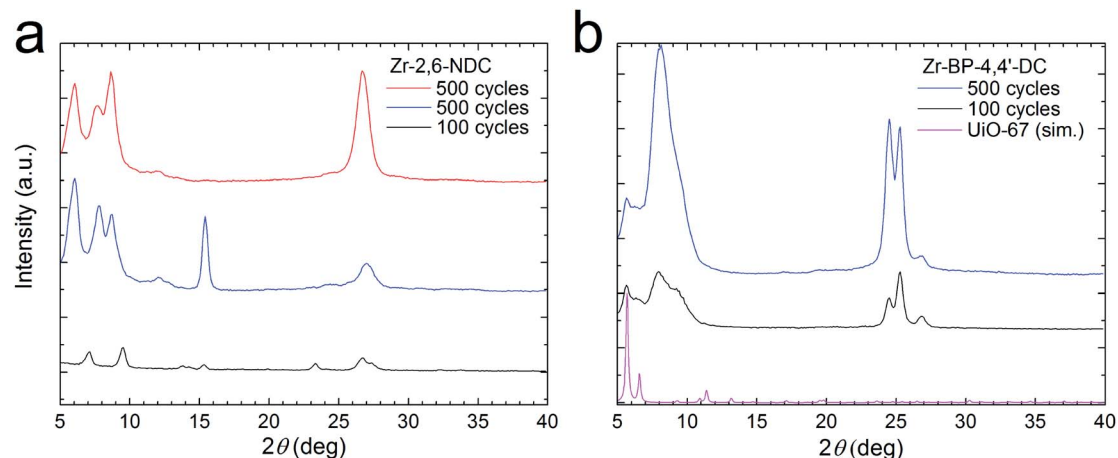 a
Zr-2,6-NDC
500 cycles
500 cycles
100 cycles
Intensity (a.u.)
5 10 15 20 25 30 35 40
2θ (deg)
b
Zr-BP-4,4'-DC
500 cycles
100 cycles
UiO-67 (sim.)
5 10 15 20 25 30 35 40
2θ (deg)